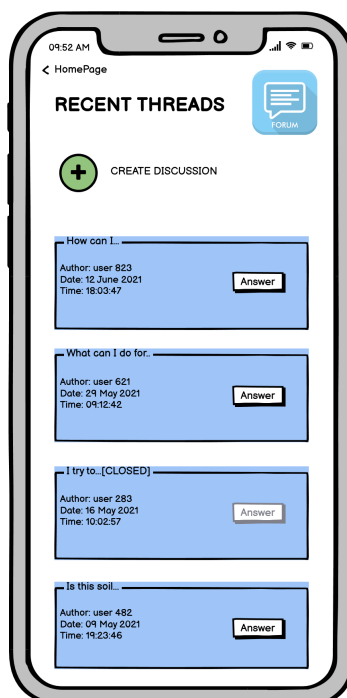 09:52 AM
HomePage
RECENT THREADS
FORUM
CREATE DISCUSSION
How can I...
Author: user 823
Date: 12 June 2021
Time: 18:03:47
Answer
What can I do for..
Author: user 621
Date: 29 May 2021
Time: 09:12:42
Answer
I try to...[CLOSED]
Author: user 283
Date: 16 May 2021
Time: 10:02:57
Answer
Is this soil...
Author: user 482
Date: 09 May 2021
Time: 19:23:46
Answer